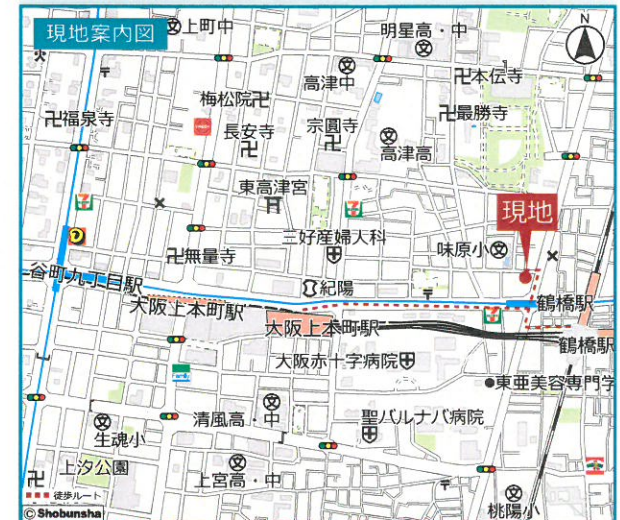 現地案内図
上町中
明星高・中
N
高津中
本伝寺
梅松院
福泉寺
最勝寺
長安寺
宗圓寺
高津高
東高津宮
現地
三好産婦人科
味原小
無量寺
谷町九丁目駅
紀陽
大阪上本町駅
鶴橋駅
大阪上本町駅
鶴橋駅
大阪赤十字病院
東亜美容専門学
清風高・中
聖バルナバ病院
生魂小
上汐公園
上宮高・中
徒歩ルート
桃陽小
© Shobunsha